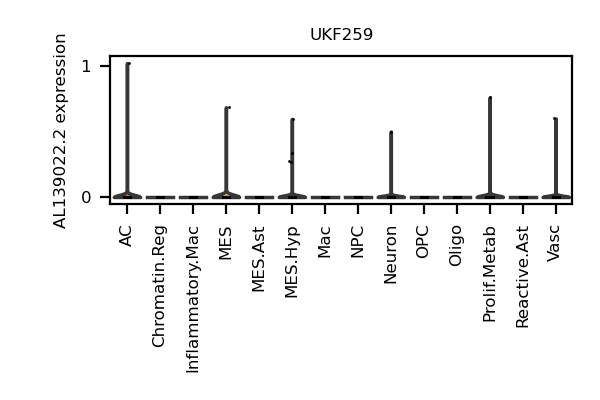 UKF259
AL139022.2 expression
1
0
AC
Chromatin.Reg
Inflammatory.Mac
MES
MES.Ast
MES.Hyp
Mac
NPC
Neuron
OPC
Oligo
Prolif.Metab
Reactive.Ast
Vasc